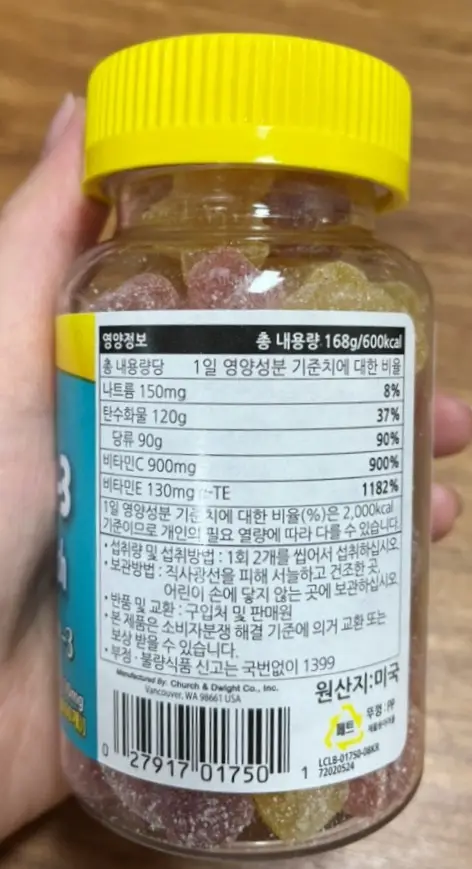 영양정보 총 내용량 168g/600kcal
총 내용량당 1일 영양성분 기준치에 대한 비율
나트륨 150mg 8%
탄수화물 120g 37%
당류 90g 90%
비타민C 900mg 900%
비타민E 130mg α-TE 1182%
1일 영양성분 기준치에 대한 비율(%)은 2,000kcal
기준이므로 개인의 필요 열량에 따라 다를 수 있습니다.
• 섭취량 및 섭취방법 : 1회 2개를 씹어서 섭취하십시오.
• 보관방법 : 직사광선을 피해 서늘하고 건조한 곳,
어린이 손에 닿지 않는 곳에 보관하십시오.
• 반품 및 교환 : 구입처 및 판매원
• 본 제품은 소비자분쟁 해결 기준에 의거 교환 또는
보상 받을 수 있습니다.
• 부정·불량식품 신고는 국번없이 1399
Manufactured By: Church & Dwight Co., Inc.
Vancouver, WA 98661 USA
원산지:미국
페트
뚜껑 : PP
LCLB-01750-08KR
72020524
0 27917 01750 1
3
-3
mg